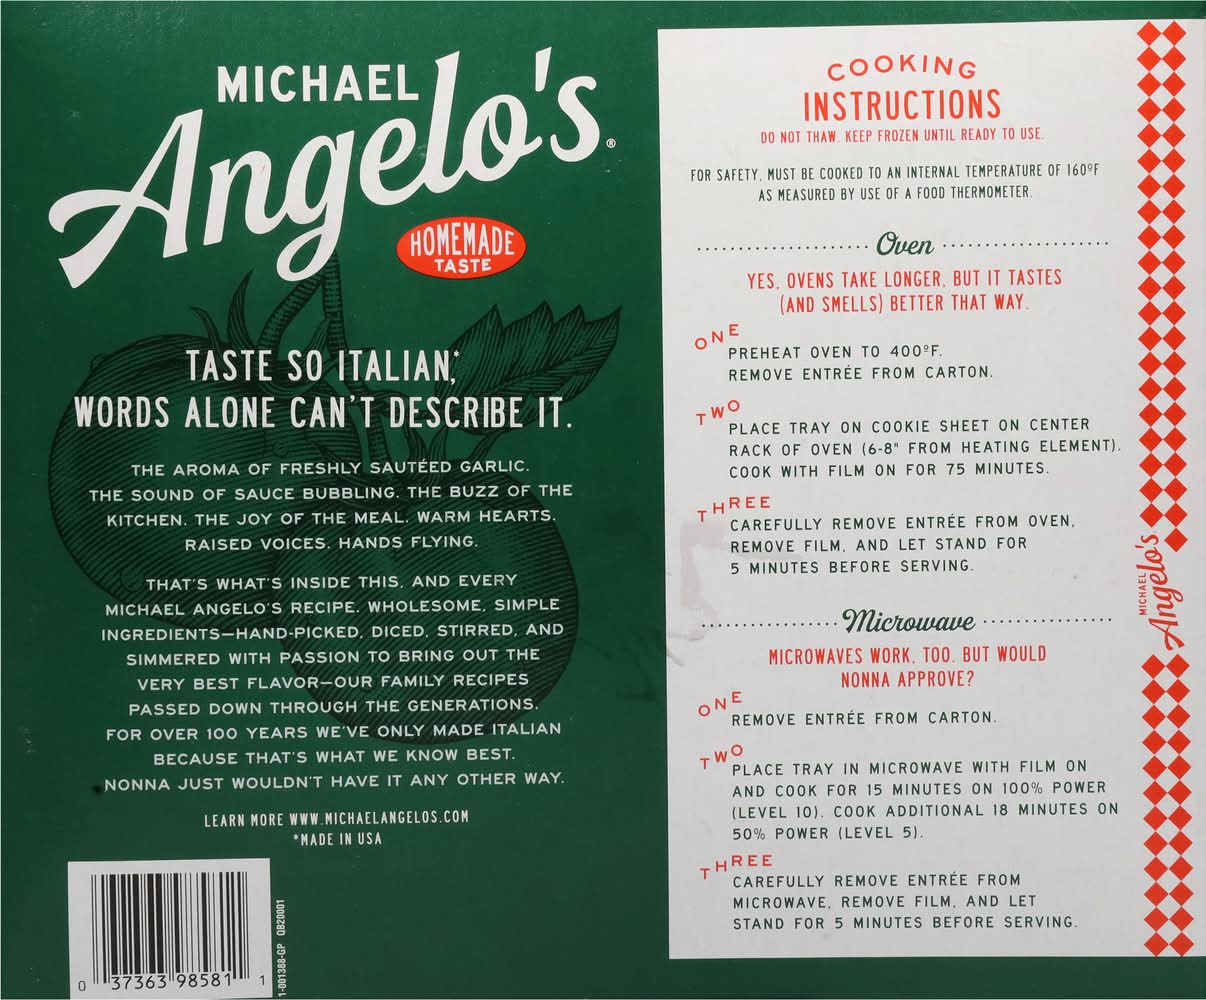 MICHAEL
Angelo's®
HOMEMADE
TASTE
TASTE SO ITALIAN,*
WORDS ALONE CAN'T DESCRIBE IT.
THE AROMA OF FRESHLY SAUTÉED GARLIC.
THE SOUND OF SAUCE BUBBLING. THE BUZZ OF THE
KITCHEN. THE JOY OF THE MEAL. WARM HEARTS.
RAISED VOICES. HANDS FLYING.
THAT'S WHAT'S INSIDE THIS, AND EVERY
MICHAEL ANGELO'S RECIPE. WHOLESOME, SIMPLE
INGREDIENTS—HAND-PICKED, DICED, STIRRED, AND
SIMMERED WITH PASSION TO BRING OUT THE
VERY BEST FLAVOR—OUR FAMILY RECIPES
PASSED DOWN THROUGH THE GENERATIONS.
FOR OVER 100 YEARS WE'VE ONLY MADE ITALIAN
BECAUSE THAT'S WHAT WE KNOW BEST.
NONNA JUST WOULDN'T HAVE IT ANY OTHER WAY.
LEARN MORE WWW.MICHAELANGELOS.COM
*MADE IN USA
0 37363 98581 1
1-001388-GP QB20001
COOKING
INSTRUCTIONS
DO NOT THAW. KEEP FROZEN UNTIL READY TO USE.
FOR SAFETY, MUST BE COOKED TO AN INTERNAL TEMPERATURE OF 160ºF
AS MEASURED BY USE OF A FOOD THERMOMETER.
Oven
YES, OVENS TAKE LONGER, BUT IT TASTES
(AND SMELLS) BETTER THAT WAY.
ONE
PREHEAT OVEN TO 400ºF.
REMOVE ENTRÉE FROM CARTON.
TWO
PLACE TRAY ON COOKIE SHEET ON CENTER
RACK OF OVEN (6-8" FROM HEATING ELEMENT).
COOK WITH FILM ON FOR 75 MINUTES.
THREE
CAREFULLY REMOVE ENTRÉE FROM OVEN,
REMOVE FILM, AND LET STAND FOR
5 MINUTES BEFORE SERVING.
Microwave
MICROWAVES WORK, TOO. BUT WOULD
NONNA APPROVE?
ONE
REMOVE ENTRÉE FROM CARTON.
TWO
PLACE TRAY IN MICROWAVE WITH FILM ON
AND COOK FOR 15 MINUTES ON 100% POWER
(LEVEL 10). COOK ADDITIONAL 18 MINUTES ON
50% POWER (LEVEL 5).
THREE
CAREFULLY REMOVE ENTRÉE FROM
MICROWAVE, REMOVE FILM, AND LET
STAND FOR 5 MINUTES BEFORE SERVING.
MICHAEL
Angelo's